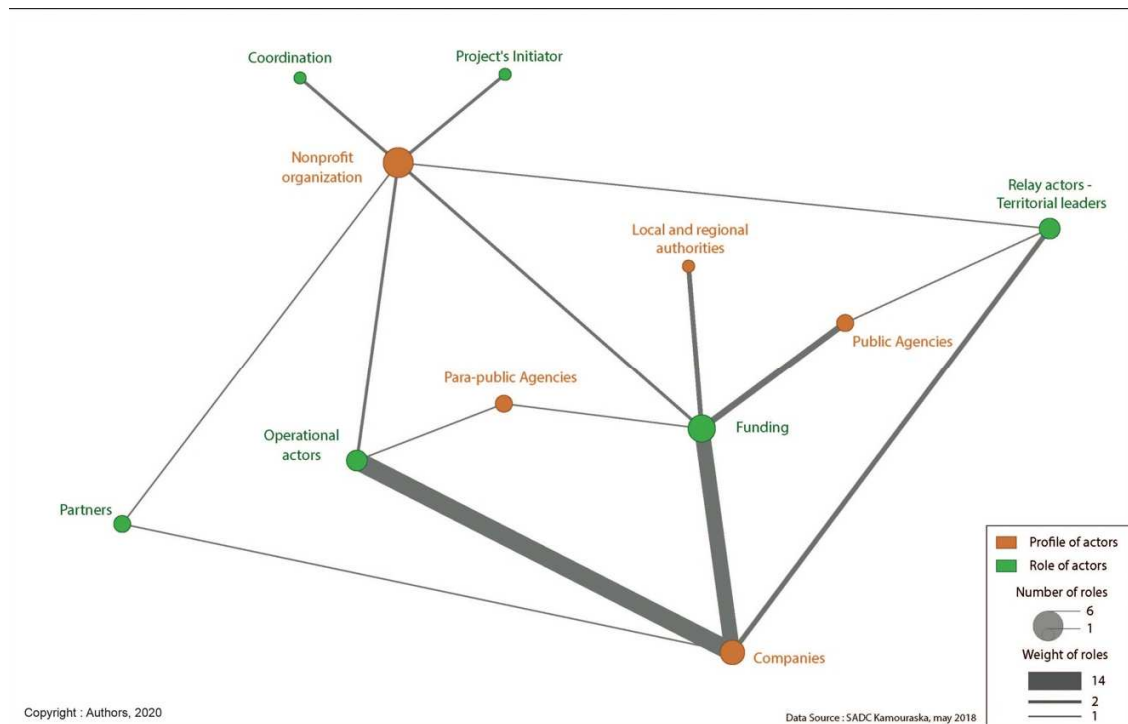 Coordination
Project's Initiator
Nonprofit
organization
Relay actors -
Territorial leaders
Local and regional
authorities
Public Agencies
Para-public Agencies
Operational
actors
Funding
Partners
Companies
Profile of actors
Role of actors
Number of roles
6
1
Weight of roles
14
2
1
Copyright : Authors, 2020
Data Source : SADC Kamouraska, may 2018